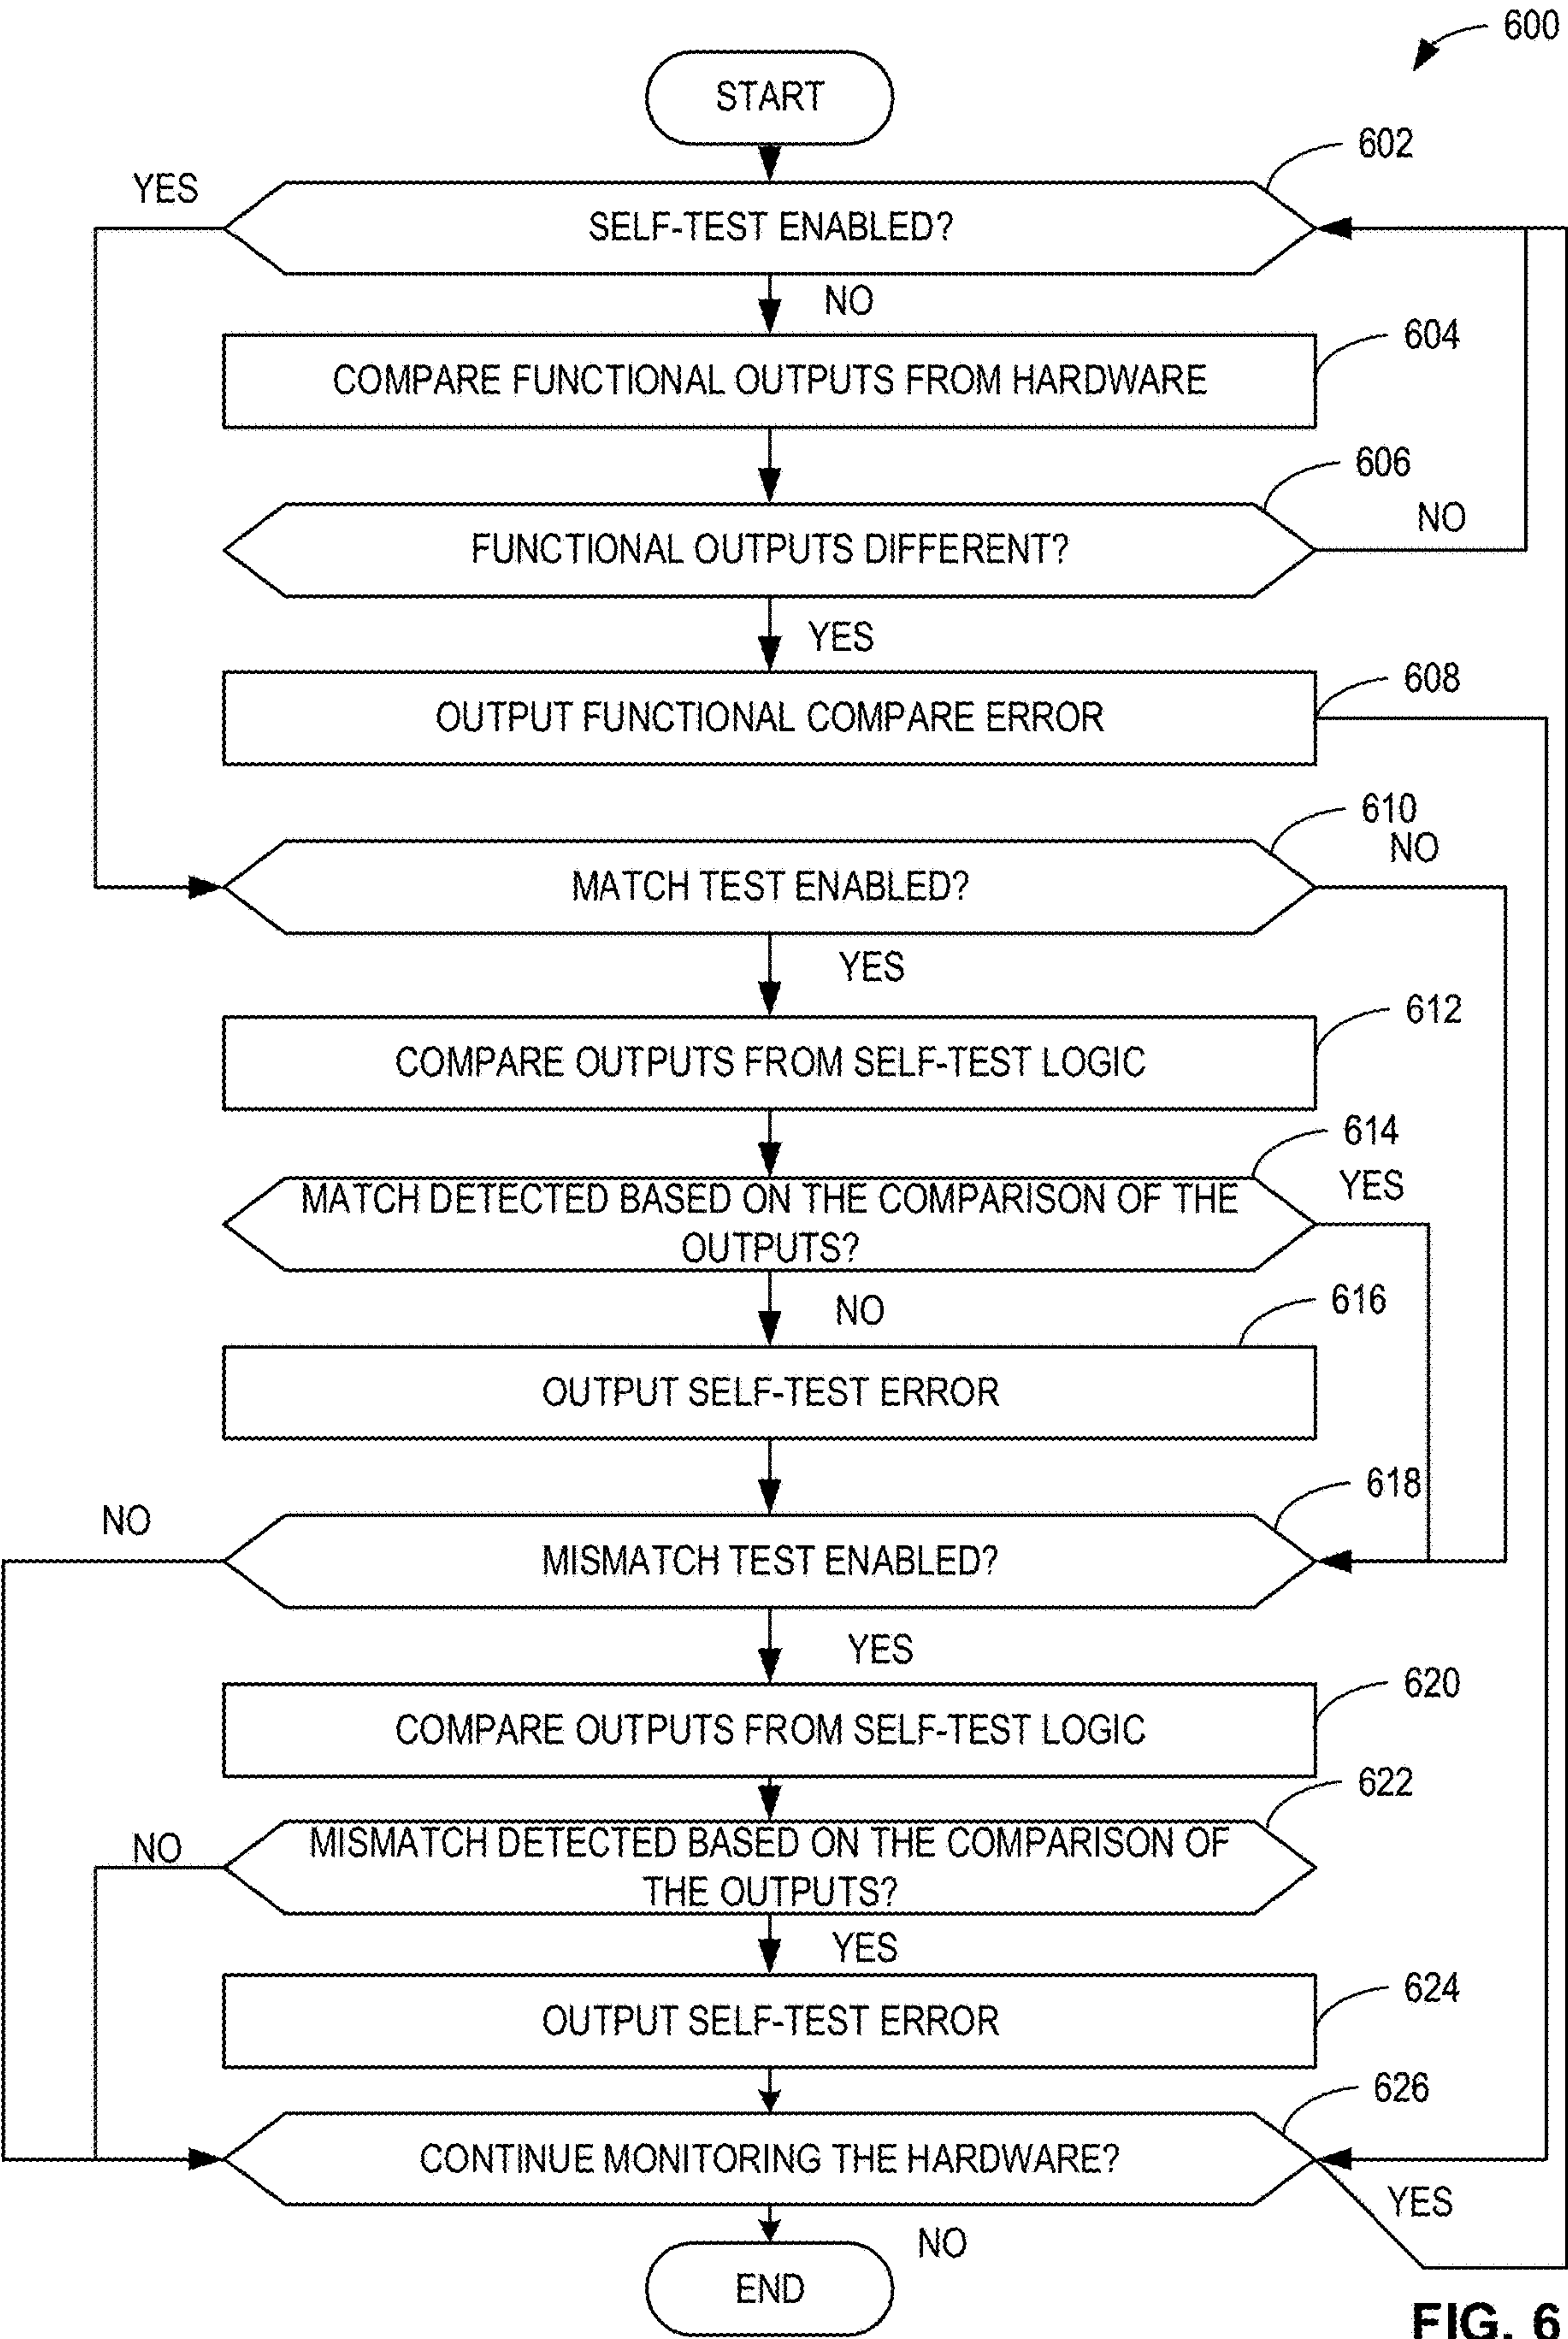 600
START
602
YES
SELF-TEST ENABLED?
NO
604
COMPARE FUNCTIONAL OUTPUTS FROM HARDWARE
606
FUNCTIONAL OUTPUTS DIFFERENT?
NO
YES
608
OUTPUT FUNCTIONAL COMPARE ERROR
610
NO
MATCH TEST ENABLED?
YES
612
COMPARE OUTPUTS FROM SELF-TEST LOGIC
614
YES
MATCH DETECTED BASED ON THE COMPARISON OF THE
OUTPUTS?
NO
616
OUTPUT SELF-TEST ERROR
618
NO
MISMATCH TEST ENABLED?
YES
620
COMPARE OUTPUTS FROM SELF-TEST LOGIC
622
NO
MISMATCH DETECTED BASED ON THE COMPARISON OF
THE OUTPUTS?
YES
624
OUTPUT SELF-TEST ERROR
626
CONTINUE MONITORING THE HARDWARE?
YES
NO
END
FIG. 6